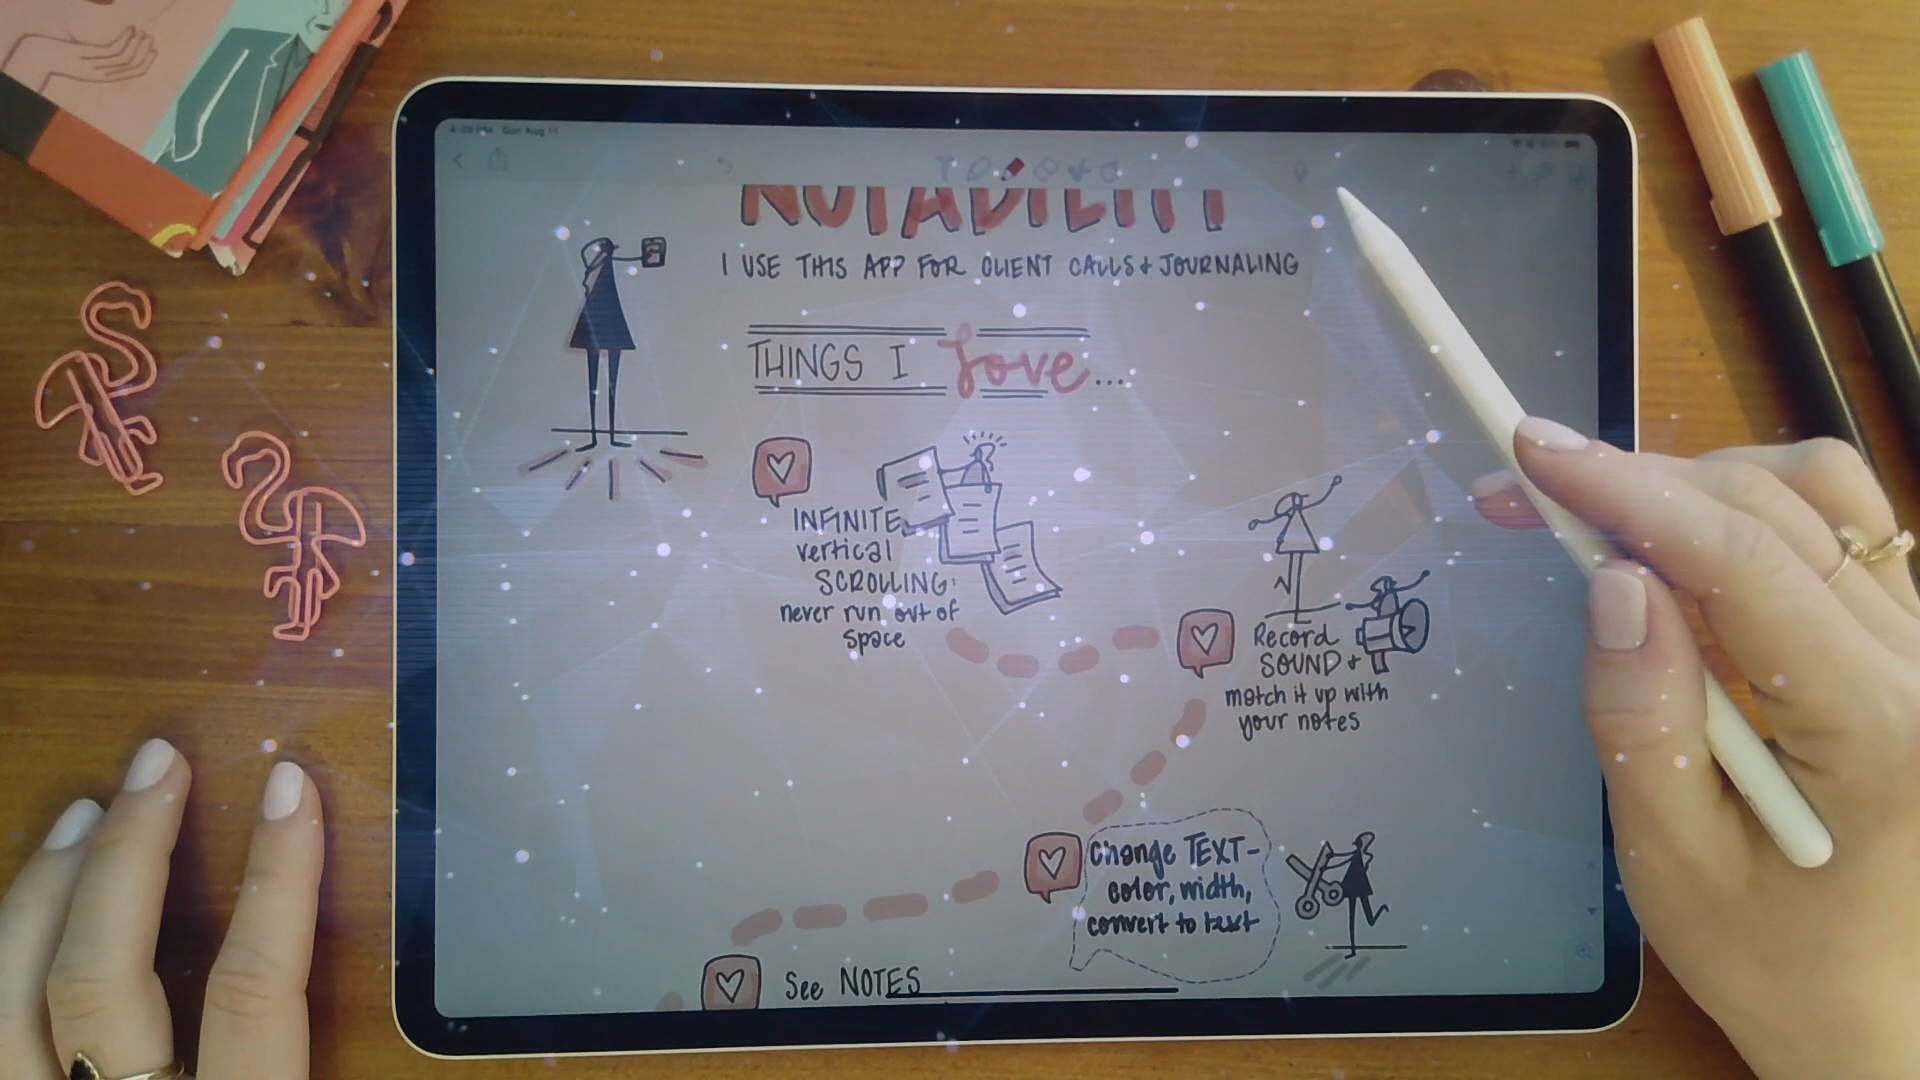 NOTABILITY
I USE THIS APP FOR CLIENT CALLS + JOURNALING
THINGS I love...
INFINITE
vertical
SCROLLING:
never run out of
space
Record
SOUND +
match it up with
your notes
Change TEXT-
color, width,
convert to text
See NOTES